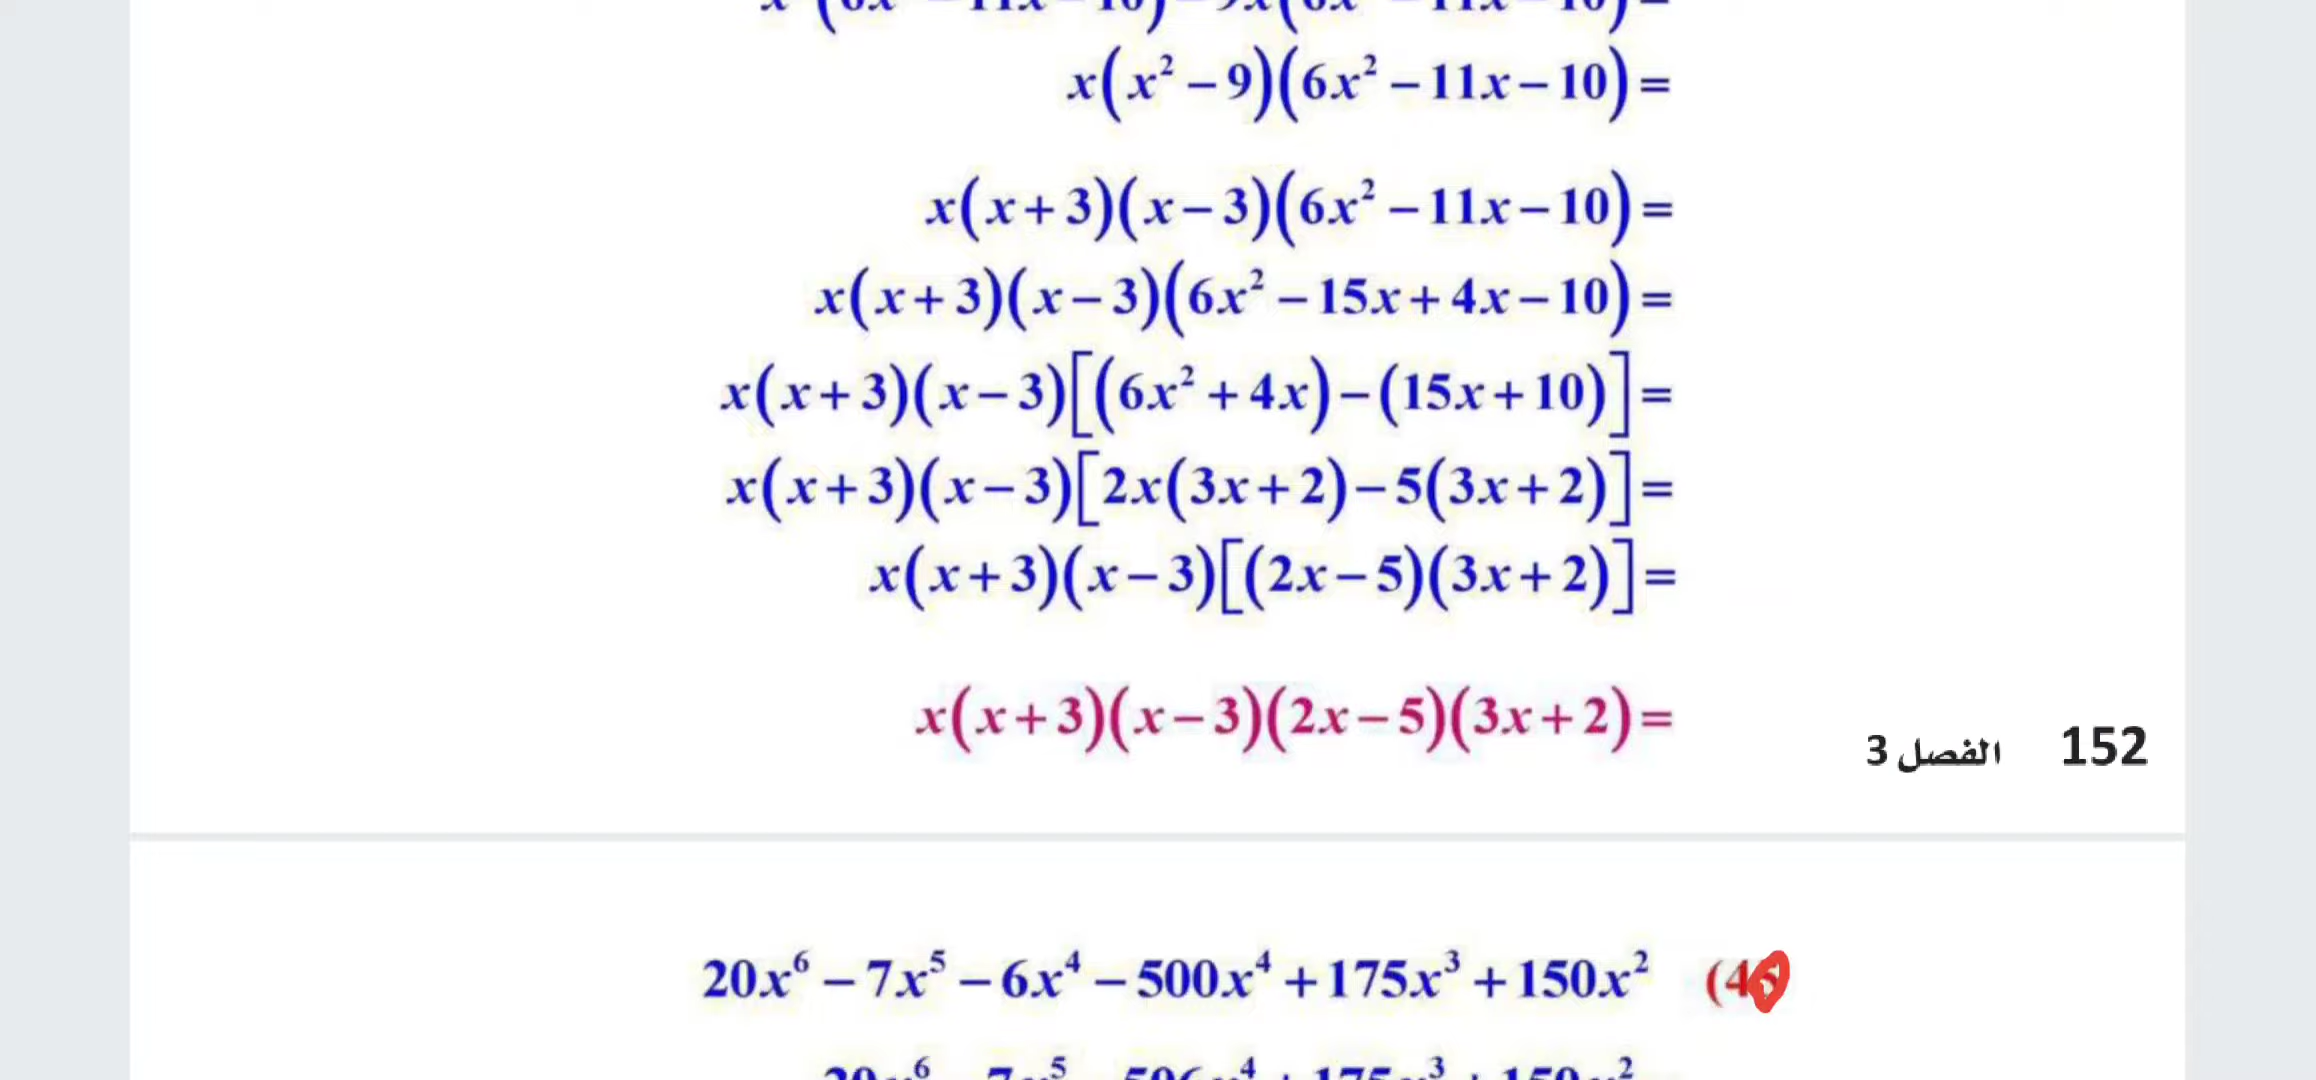 x(x² − 9)(6x² − 11x − 10) =
x(x + 3)(x − 3)(6x² − 11x − 10) =
x(x + 3)(x − 3)(6x² − 15x + 4x − 10) =
x(x + 3)(x − 3)[(6x² + 4x) − (15x + 10)] =
x(x + 3)(x − 3)[2x(3x + 2) − 5(3x + 2)] =
x(x + 3)(x − 3)[(2x − 5)(3x + 2)] =
x(x + 3)(x − 3)(2x − 5)(3x + 2) =
152 الفصل 3
20x⁶ − 7x⁵ − 6x⁴ − 500x⁴ + 175x³ + 150x²